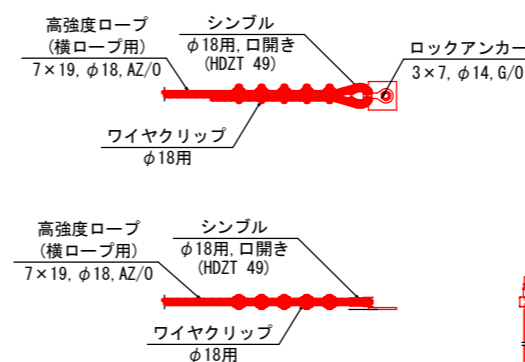 高強度ロープ
(横ロープ用)
7×19, φ18, AZ/0
シンブル
φ18用, 口開き
(HDZT 49)
ロックアンカー
3×7, φ14, G/0
ワイヤクリップ
φ18用
高強度ロープ
(横ロープ用)
7×19, φ18, AZ/0
シンブル
φ18用, 口開き
(HDZT 49)
ワイヤクリップ
φ18用